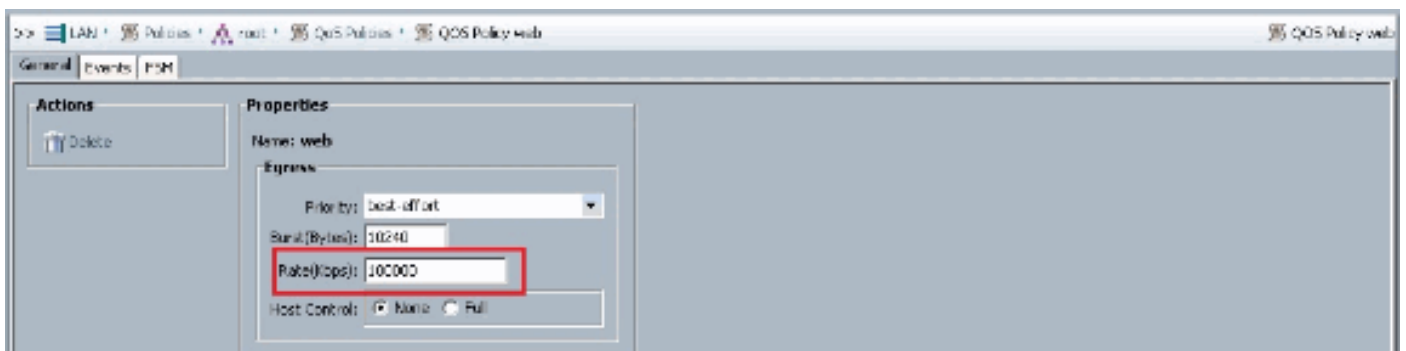 >> LAN › Policies › root › QoS Policies › QOS Policy web
QOS Policy web
General Events FSM
Actions
Delete
Properties
Name: web
Egress
Priority: best-effort
Burst(Bytes): 10240
Rate(Kbps): 100000
Host Control: None Full